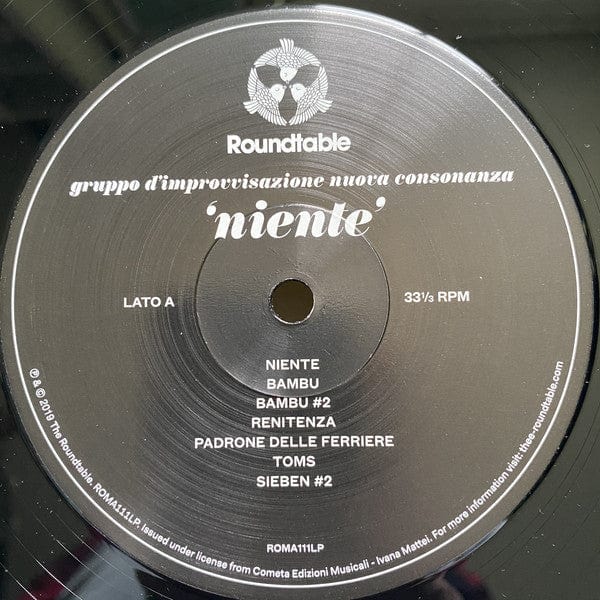 Roundtable
gruppo d'improvvisazione nuova consonanza
'niente'
LATO A
33⅓ RPM
NIENTE
BAMBU
BAMBU #2
RENITENZA
PADRONE DELLE FERRIERE
TOMS
SIEBEN #2
ROMA111LP
℗ & © 2019 The Roundtable. ROMA111LP. Issued under license from Cometa Edizioni Musicali - Ivana Mattei. For more information visit: thee-roundtable.com